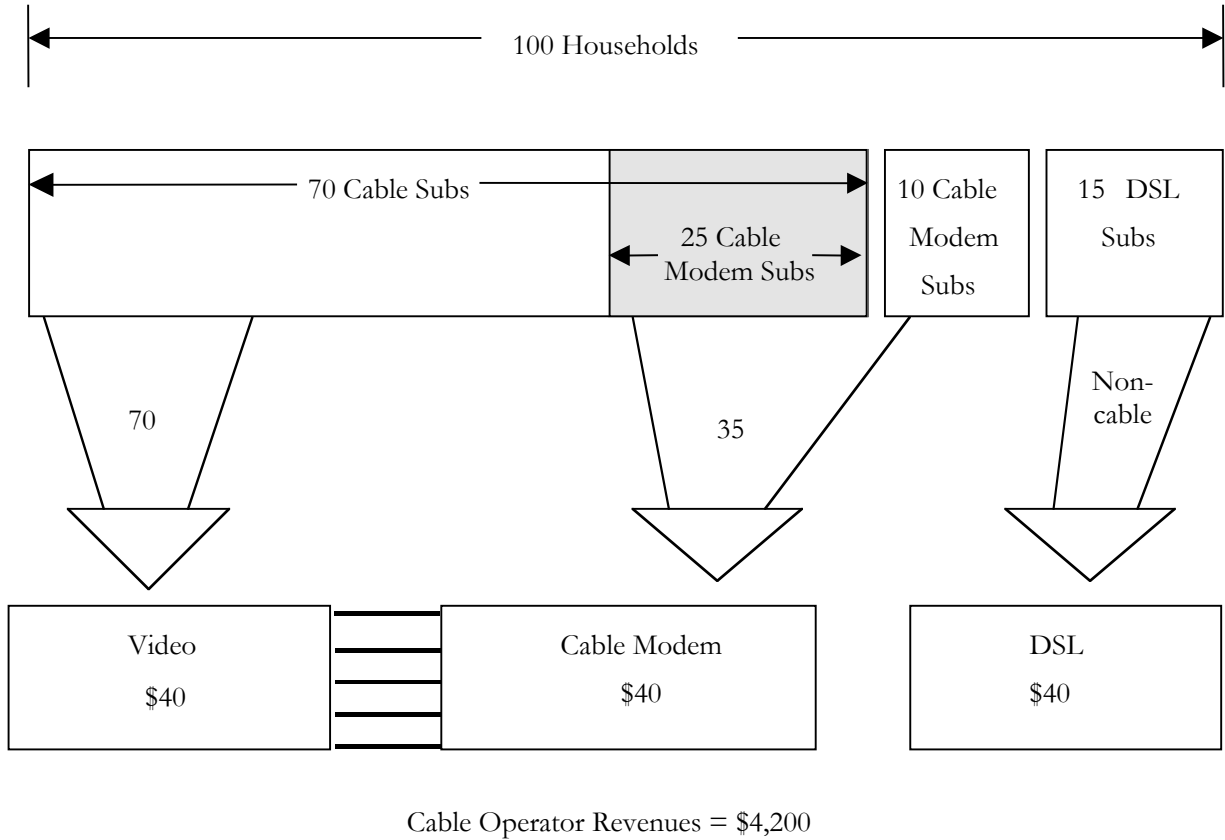 100 Households
70 Cable Subs
25 Cable
Modem Subs
10 Cable
Modem
Subs
15 DSL
Subs
70
35
Non-
cable
Video
$40
Cable Modem
$40
DSL
$40
Cable Operator Revenues = $4,200